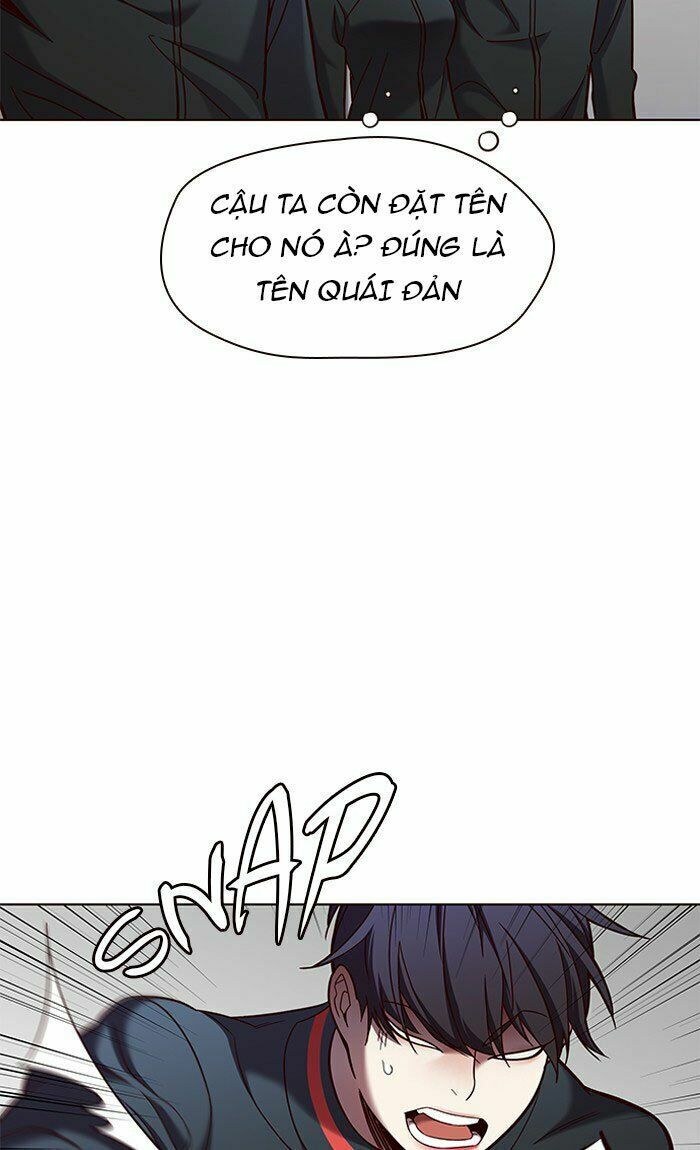 CẬU TA CÒN ĐẶT TÊN
CHO NÓ À? ĐÚNG LÀ
TÊN QUÁI ĐẢN
SNAP